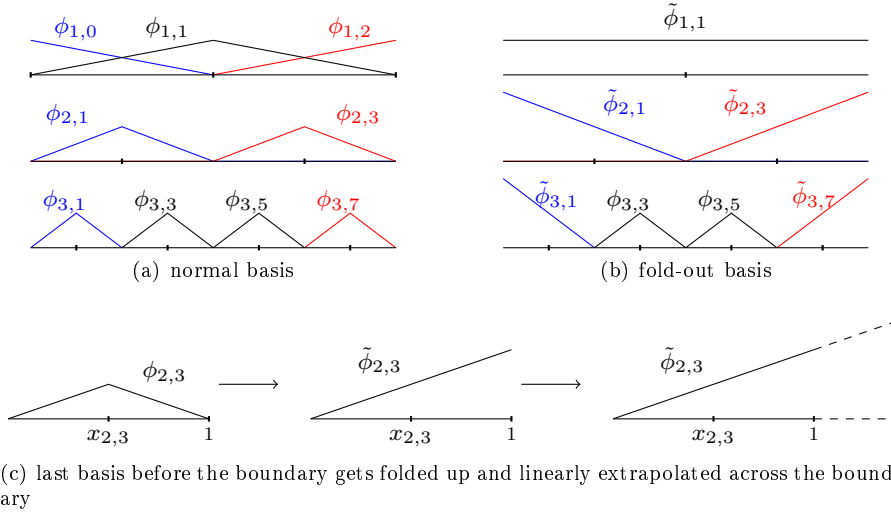 ϕ1,0 ϕ1,1 ϕ1,2
ϕ2,1 ϕ2,3
ϕ3,1 ϕ3,3 ϕ3,5 ϕ3,7
(a) normal basis
ϕ̃1,1
ϕ̃2,1 ϕ̃2,3
ϕ̃3,1 ϕ3,3 ϕ3,5 ϕ̃3,7
(b) fold-out basis
ϕ2,3 ϕ̃2,3 ϕ̃2,3
x2,3 1 x2,3 1 x2,3 1
(c) last basis before the boundary gets folded up and linearly extrapolated across the bound
ary